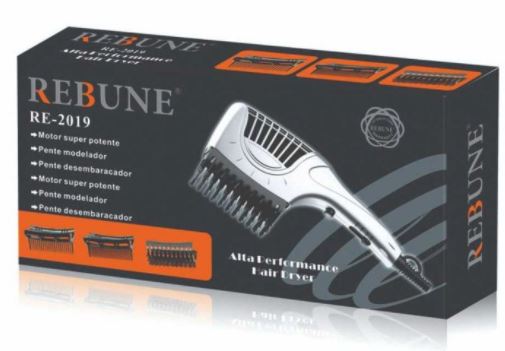 REBUNE
RE-2019
Alta Performance
Hair Dryer
REBUNE®
RE-2019
Motor super potente
Pente modelador
Pente desembaracador
Motor super potente
Pente modelador
Pente desembaracador
REBUNE
Alta Performance
Hair Dryer
REBUNE